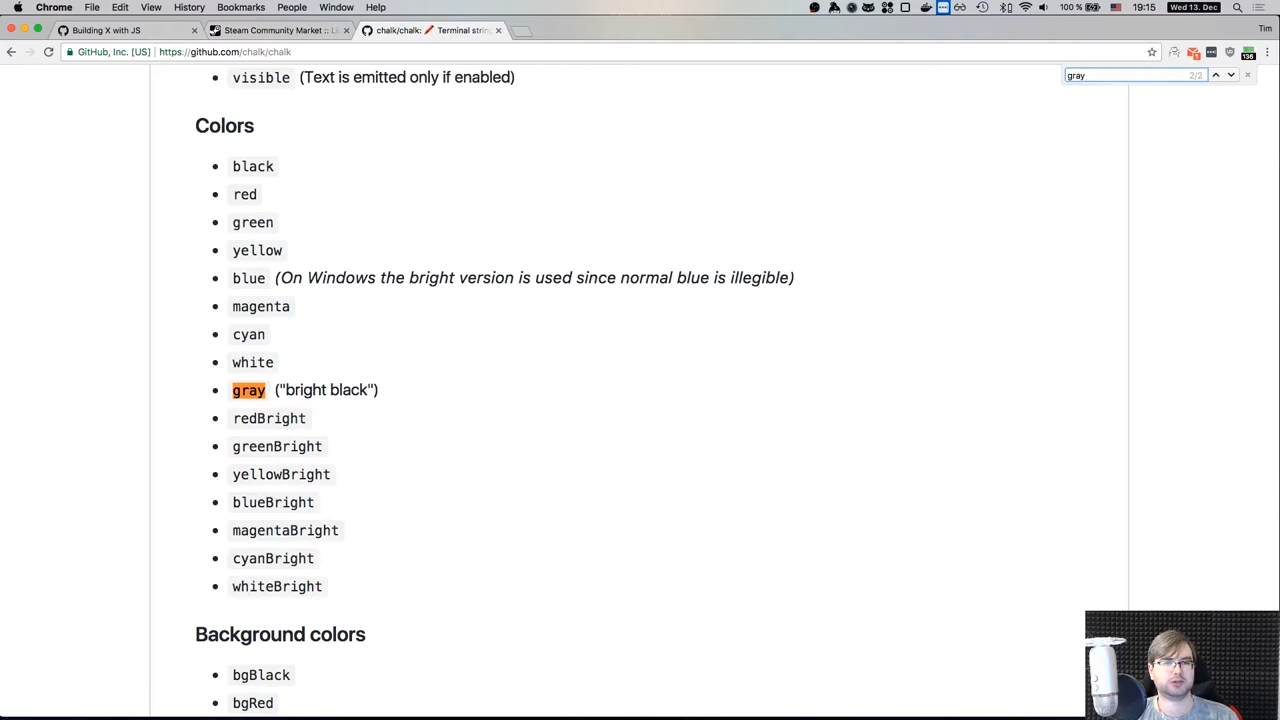 Chrome File Edit View History Bookmarks People Window Help 100 % 19:15 Wed 13. Dec
Building X with JS Steam Community Market :: Li chalk/chalk: Terminal string Tim
GitHub, Inc. [US] https://github.com/chalk/chalk 136
gray 2/2
visible (Text is emitted only if enabled)
Colors
black
red
green
yellow
blue (On Windows the bright version is used since normal blue is illegible)
magenta
cyan
white
gray ("bright black")
redBright
greenBright
yellowBright
blueBright
magentaBright
cyanBright
whiteBright
Background colors
bgBlack
bgRed